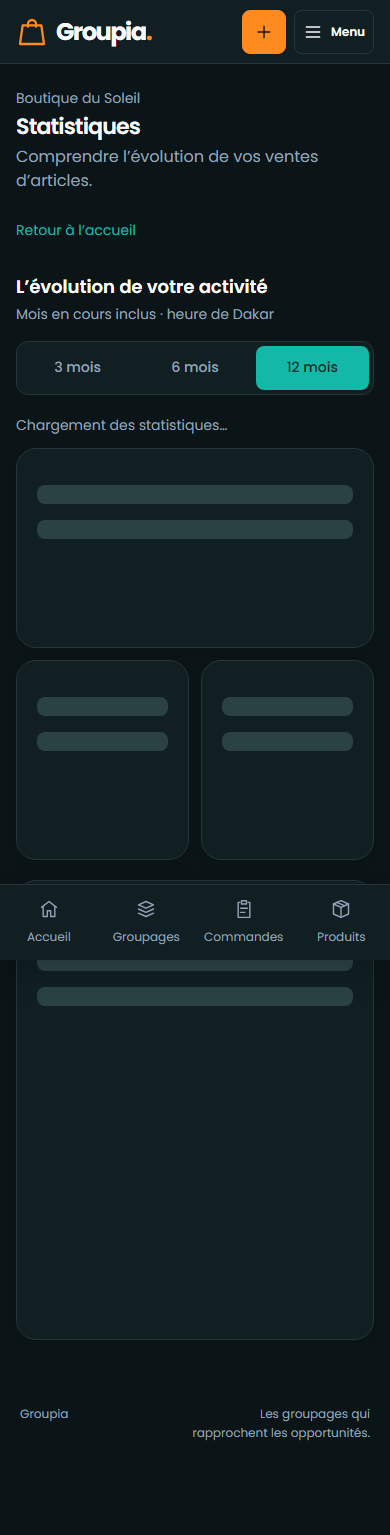 Groupia.
Menu
Boutique du Soleil
Statistiques
Comprendre l’évolution de vos ventes
d’articles.
Retour à l’accueil
L’évolution de votre activité
Mois en cours inclus · heure de Dakar
3 mois
6 mois
12 mois
Chargement des statistiques…
Accueil
Groupages
Commandes
Produits
Groupia
Les groupages qui
rapprochent les opportunités.